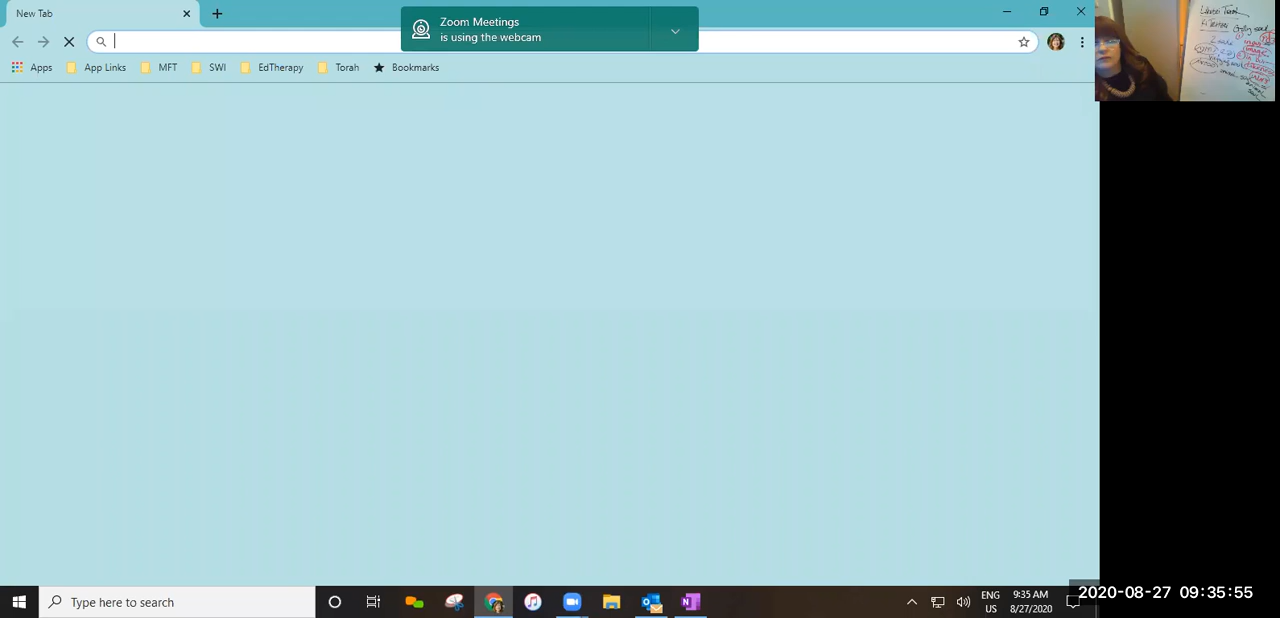 New Tab
Zoom Meetings
is using the webcam
Apps
App Links
MFT
SWI
EdTherapy
Torah
Bookmarks
Type here to search
ENG
US
9:35 AM
8/27/2020
2020-08-27 09:35:55